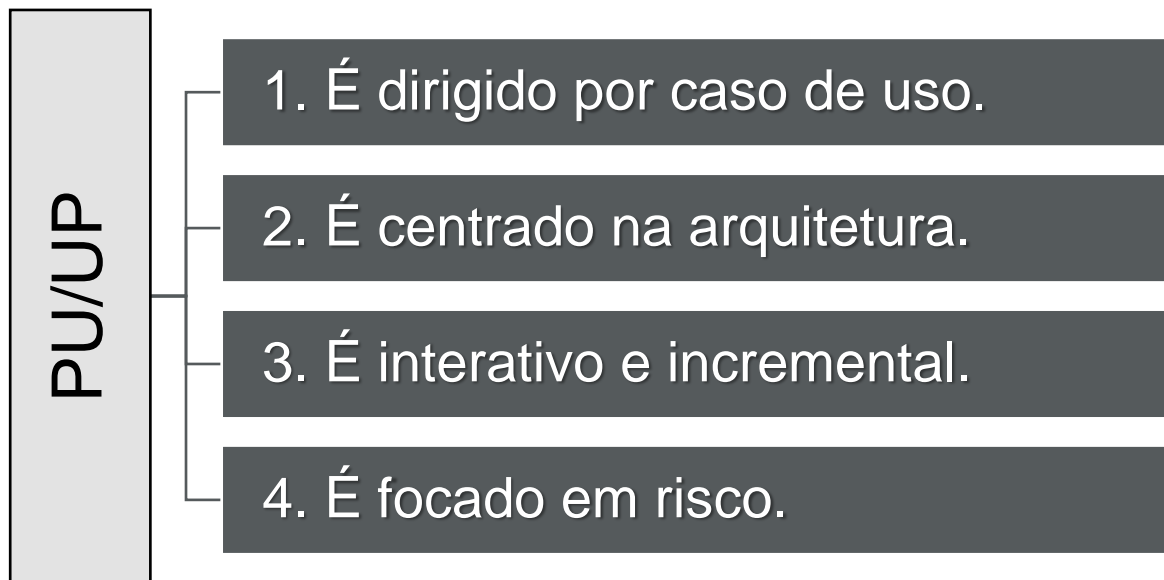 PU/UP
1. É dirigido por caso de uso.
2. É centrado na arquitetura.
3. É interativo e incremental.
4. É focado em risco.